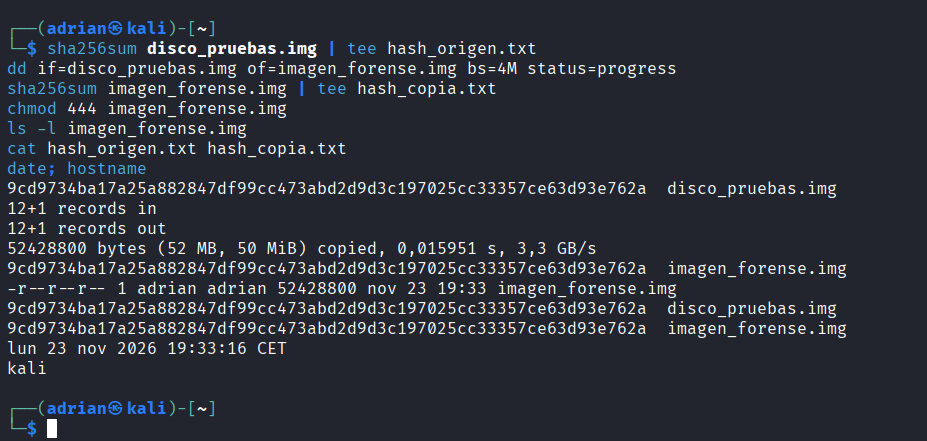 ┌──(adrian㉿kali)-[~]
└─$ sha256sum disco_pruebas.img | tee hash_origen.txt
dd if=disco_pruebas.img of=imagen_forense.img bs=4M status=progress
sha256sum imagen_forense.img | tee hash_copia.txt
chmod 444 imagen_forense.img
ls -l imagen_forense.img
cat hash_origen.txt hash_copia.txt
date; hostname
9cd9734ba17a25a882847df99cc473abd2d9d3c197025cc33357ce63d93e762a  disco_pruebas.img
12+1 records in
12+1 records out
52428800 bytes (52 MB, 50 MiB) copied, 0,015951 s, 3,3 GB/s
9cd9734ba17a25a882847df99cc473abd2d9d3c197025cc33357ce63d93e762a  imagen_forense.img
-r--r--r-- 1 adrian adrian 52428800 nov 23 19:33 imagen_forense.img
9cd9734ba17a25a882847df99cc473abd2d9d3c197025cc33357ce63d93e762a  disco_pruebas.img
9cd9734ba17a25a882847df99cc473abd2d9d3c197025cc33357ce63d93e762a  imagen_forense.img
lun 23 nov 2026 19:33:16 CET
kali
┌──(adrian㉿kali)-[~]
└─$